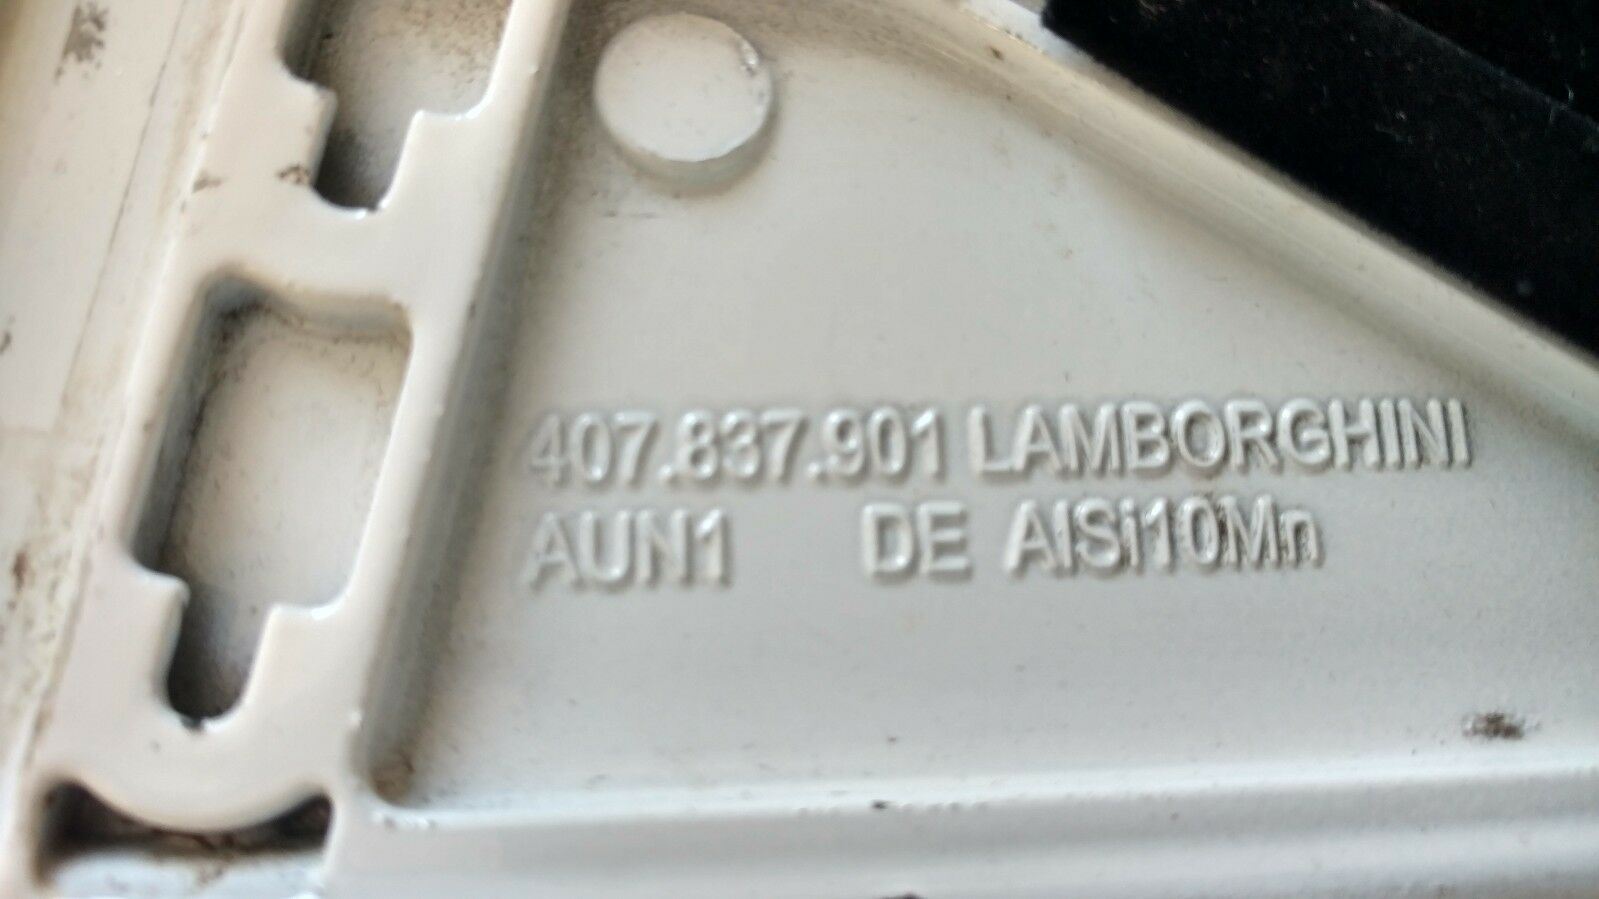 407.837.901 LAMBORGHINI
AUN1 DE AlSi10Mn